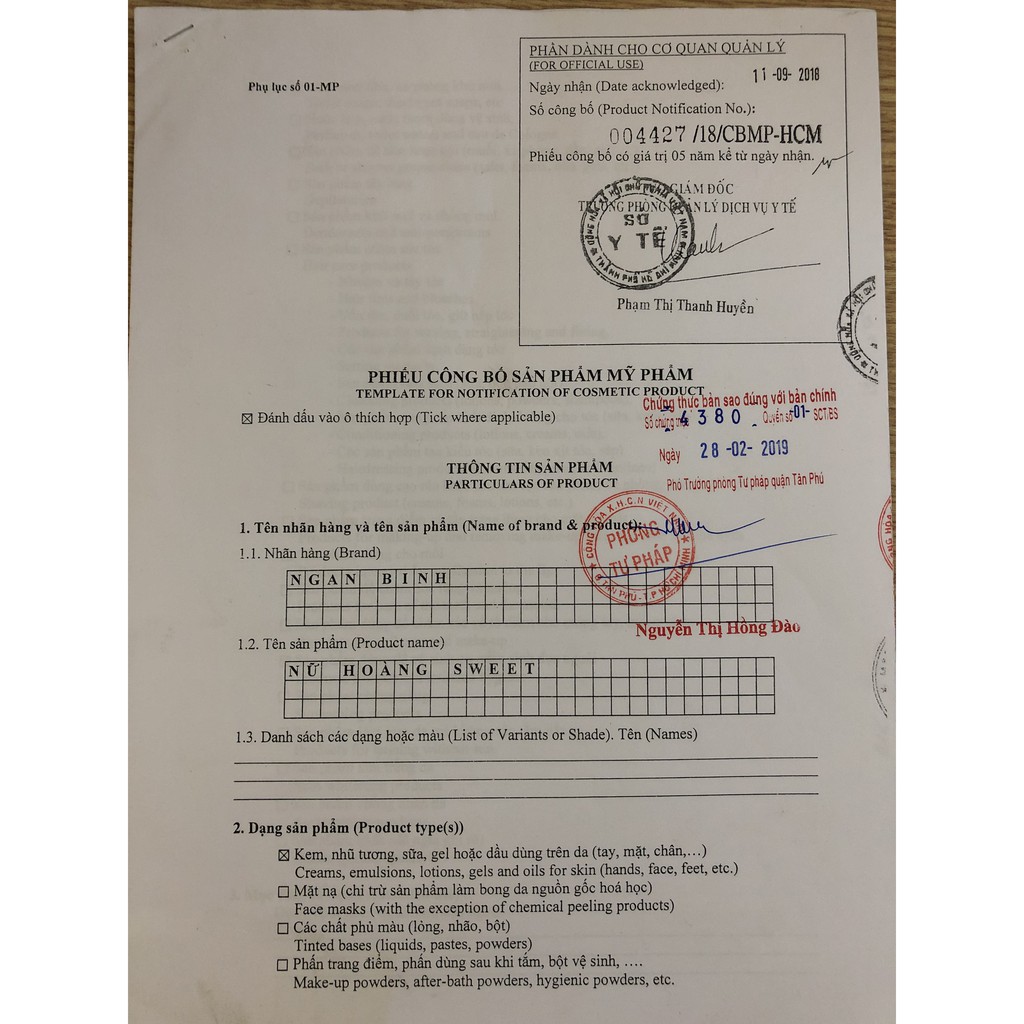 Phụ lục số 01-MP
PHẦN DÀNH CHO CƠ QUAN QUẢN LÝ
(FOR OFFICIAL USE)
Ngày nhận (Date acknowledged): 11-09-2018
Số công bố (Product Notification No.):
004427/18/CBMP-HCM
Phiếu công bố có giá trị 05 năm kể từ ngày nhận.
GIÁM ĐỐC
TRƯỞNG PHÒNG QUẢN LÝ DỊCH VỤ Y TẾ
SỞ
Y TẾ
THÀNH PHỐ HỒ CHÍ MINH
Phạm Thị Thanh Huyền
PHIẾU CÔNG BỐ SẢN PHẨM MỸ PHẨM
TEMPLATE FOR NOTIFICATION OF COSMETIC PRODUCT
☒ Đánh dấu vào ô thích hợp (Tick where applicable)
Chứng thực bản sao đúng với bản chính
Số chứng thực 4380 Quyển số 01- SCT/BS
Ngày 28-02-2019
Phó Trưởng phòng Tư pháp quận Tân Phú
THÔNG TIN SẢN PHẨM
PARTICULARS OF PRODUCT
1. Tên nhãn hàng và tên sản phẩm (Name of brand & product):
PHÒNG
TƯ PHÁP
1.1. Nhãn hàng (Brand)
NGAN BINH
Nguyễn Thị Hồng Đào
1.2. Tên sản phẩm (Product name)
NỮ HOÀNG SWEET
1.3. Danh sách các dạng hoặc màu (List of Variants or Shade). Tên (Names)
2. Dạng sản phẩm (Product type(s))
☒ Kem, nhũ tương, sữa, gel hoặc dầu dùng trên da (tay, mặt, chân,…)
Creams, emulsions, lotions, gels and oils for skin (hands, face, feet, etc.)
☐ Mặt nạ (chỉ trừ sản phẩm làm bong da nguồn gốc hoá học)
Face masks (with the exception of chemical peeling products)
☐ Các chất phủ màu (lỏng, nhão, bột)
Tinted bases (liquids, pastes, powders)
☐ Phấn trang điểm, phấn dùng sau khi tắm, bột vệ sinh, ….
Make-up powders, after-bath powders, hygienic powders, etc.